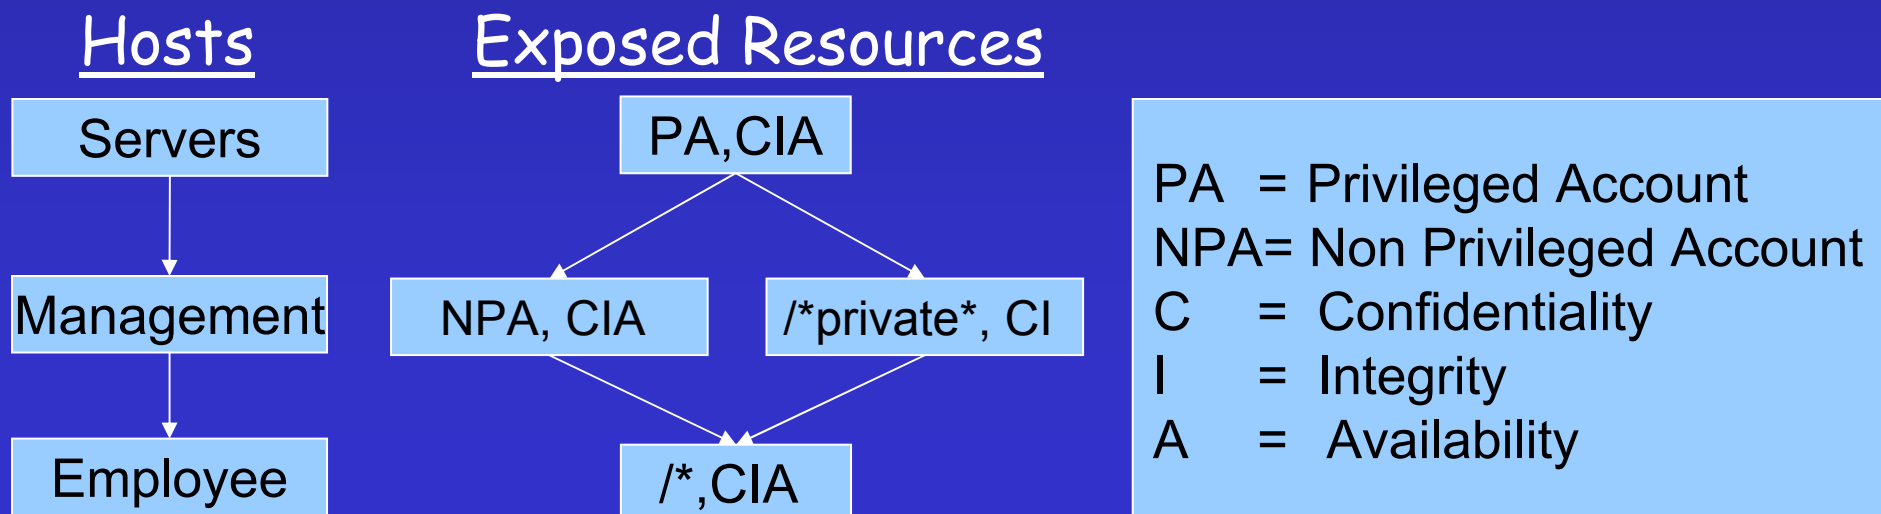 Hosts
Exposed Resources
Servers
Management
Employee
PA,CIA
NPA, CIA
/*private*, CI
/*,CIA
PA = Privileged Account
NPA= Non Privileged Account
C = Confidentiality
I = Integrity
A = Availability